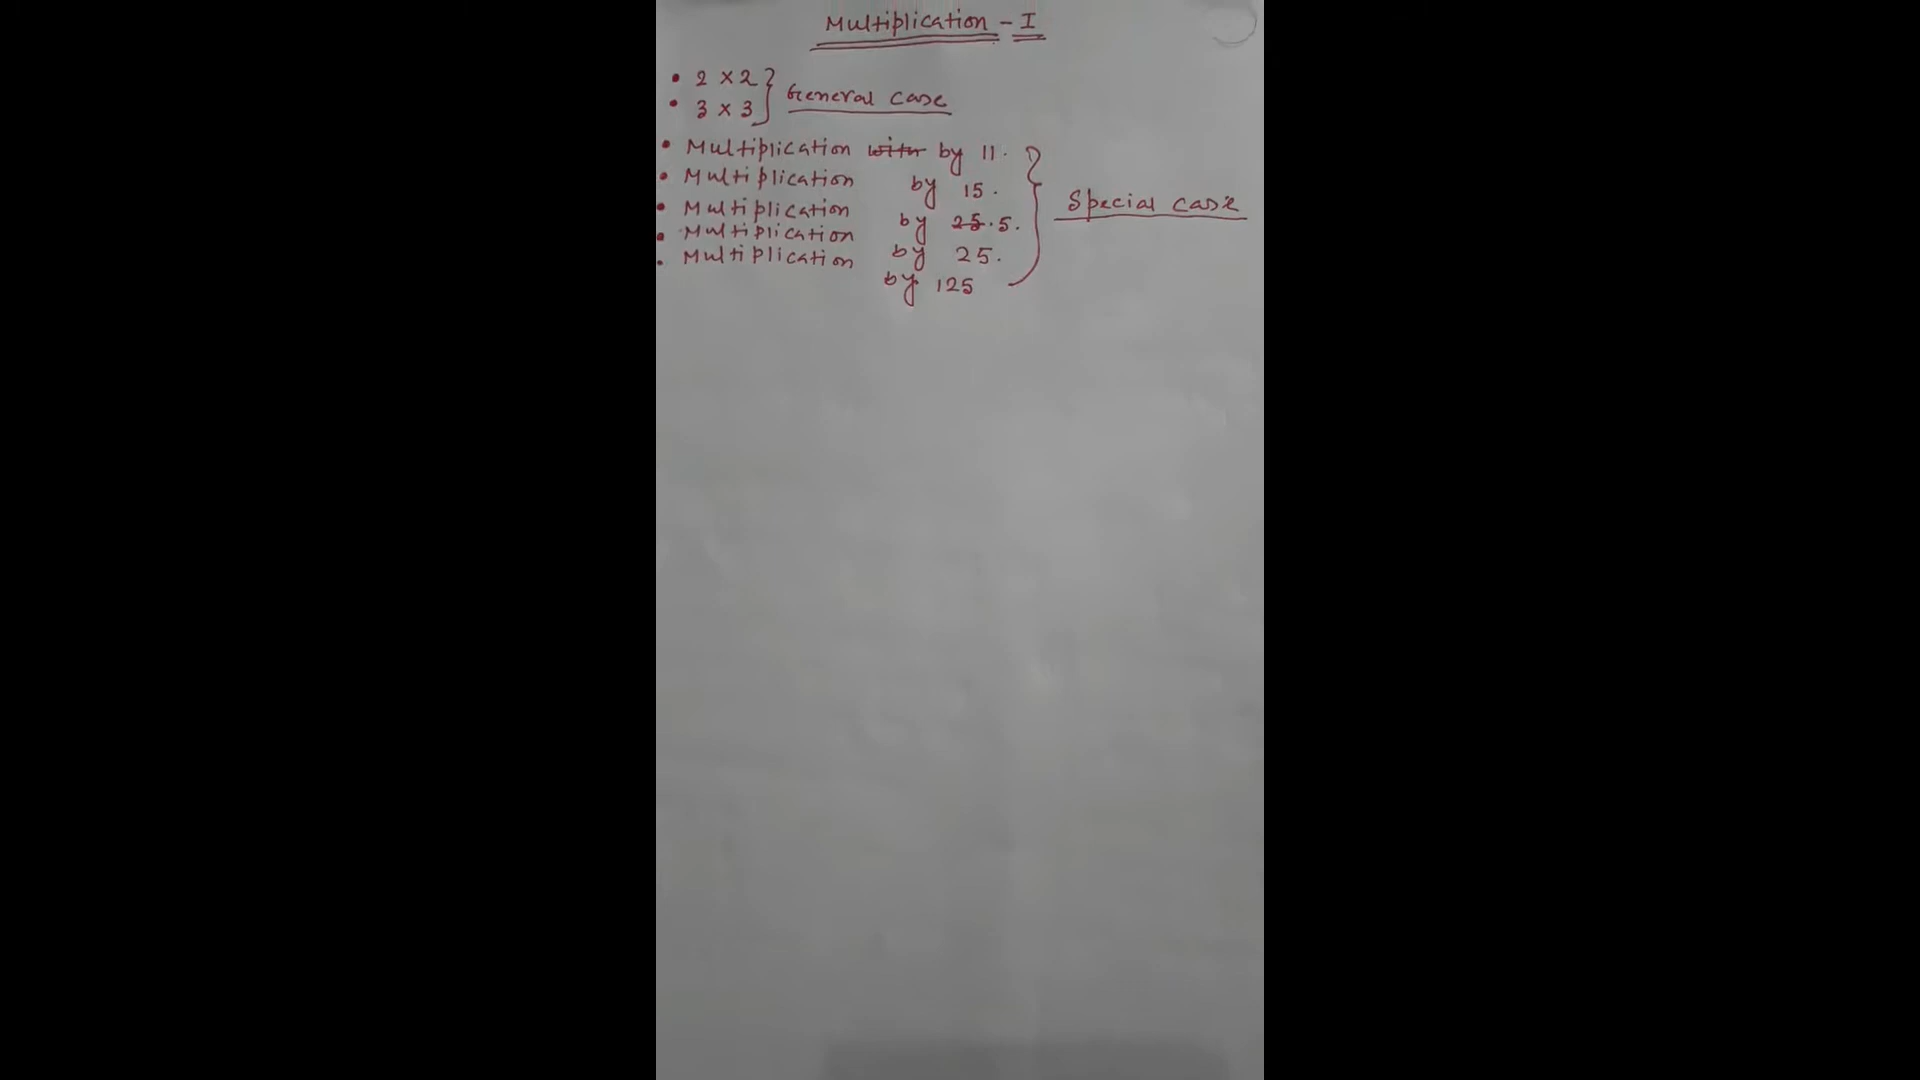 Multiplication - I
• 2 × 2
• 3 × 3 } General case
• Multiplication with by 11.
• Multiplication by 15.
• Multiplication by 25. 5.
• Multiplication by 25.
• Multiplication by 125
} Special case